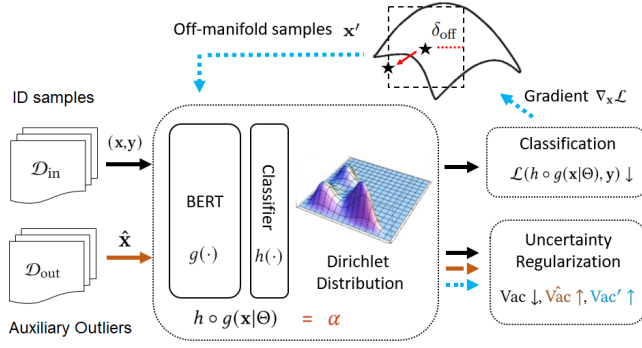 Off-manifold samples x′
δ_off
ID samples
Gradient ∇_x ℒ
(x,y)
𝒟_in
BERT
Classifier
Classification
ℒ(h ∘ g(x|Θ), y) ↓
x̂
g(·)
h(·)
Dirichlet
Distribution
𝒟_out
Uncertainty
Regularization
Vac ↓, V̂ac ↑, Vac′ ↑
Auxiliary Outliers
h ∘ g(x|Θ) = α